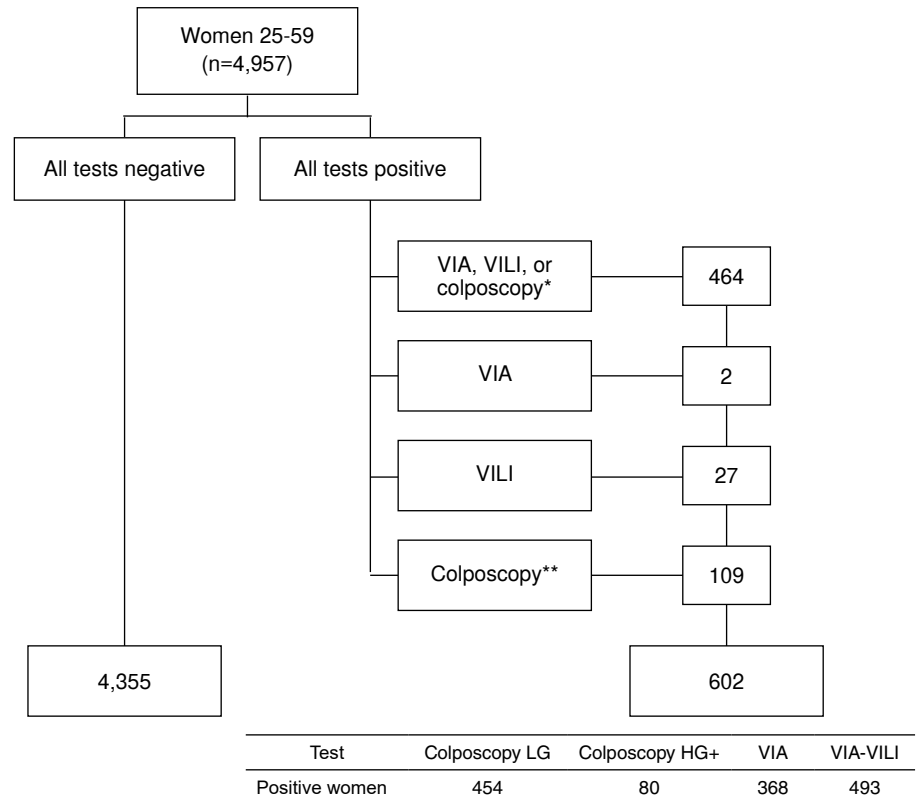 Women 25-59
(n=4,957)
All tests negative
All tests positive
VIA, VILI, or
colposcopy*
464
VIA
2
VILI
27
Colposcopy**
109
4,355
602
Test Colposcopy LG Colposcopy HG+ VIA VIA-VILI
Positive women 454 80 368 493